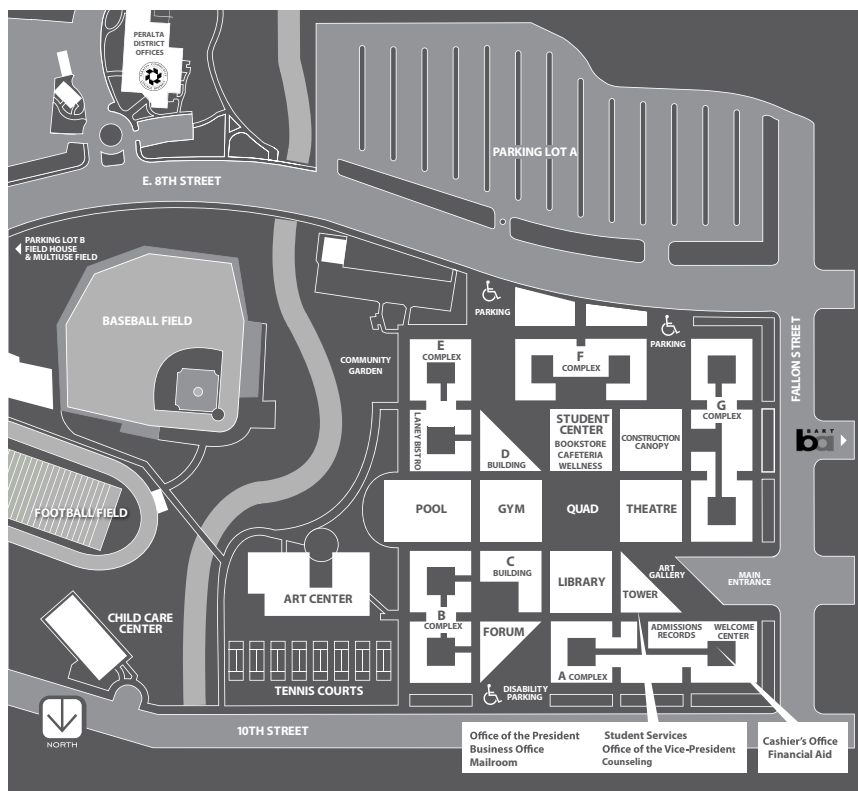 PERALTA
DISTRICT
OFFICES
PARKING LOT A
E. 8TH STREET
PARKING LOT B
FIELD HOUSE
& MULTIUSE FIELD
BASEBALL FIELD
PARKING
PARKING
FALLON STREET
COMMUNITY
GARDEN
E
COMPLEX
F
COMPLEX
G
COMPLEX
LANEY BISTRO
D
BUILDING
STUDENT
CENTER
BOOKSTORE
CAFETERIA
WELLNESS
CONSTRUCTION
CANOPY
BART
ba
FOOTBALL FIELD
POOL
GYM
QUAD
THEATRE
ART CENTER
C
BUILDING
LIBRARY
TOWER
ART
GALLERY
MAIN
ENTRANCE
CHILD CARE
CENTER
B
COMPLEX
FORUM
ADMISSIONS
RECORDS
WELCOME
CENTER
A COMPLEX
TENNIS COURTS
DISABILITY
PARKING
NORTH
10TH STREET
Office of the President
Business Office
Mailroom
Student Services
Office of the Vice-President
Counseling
Cashier's Office
Financial Aid